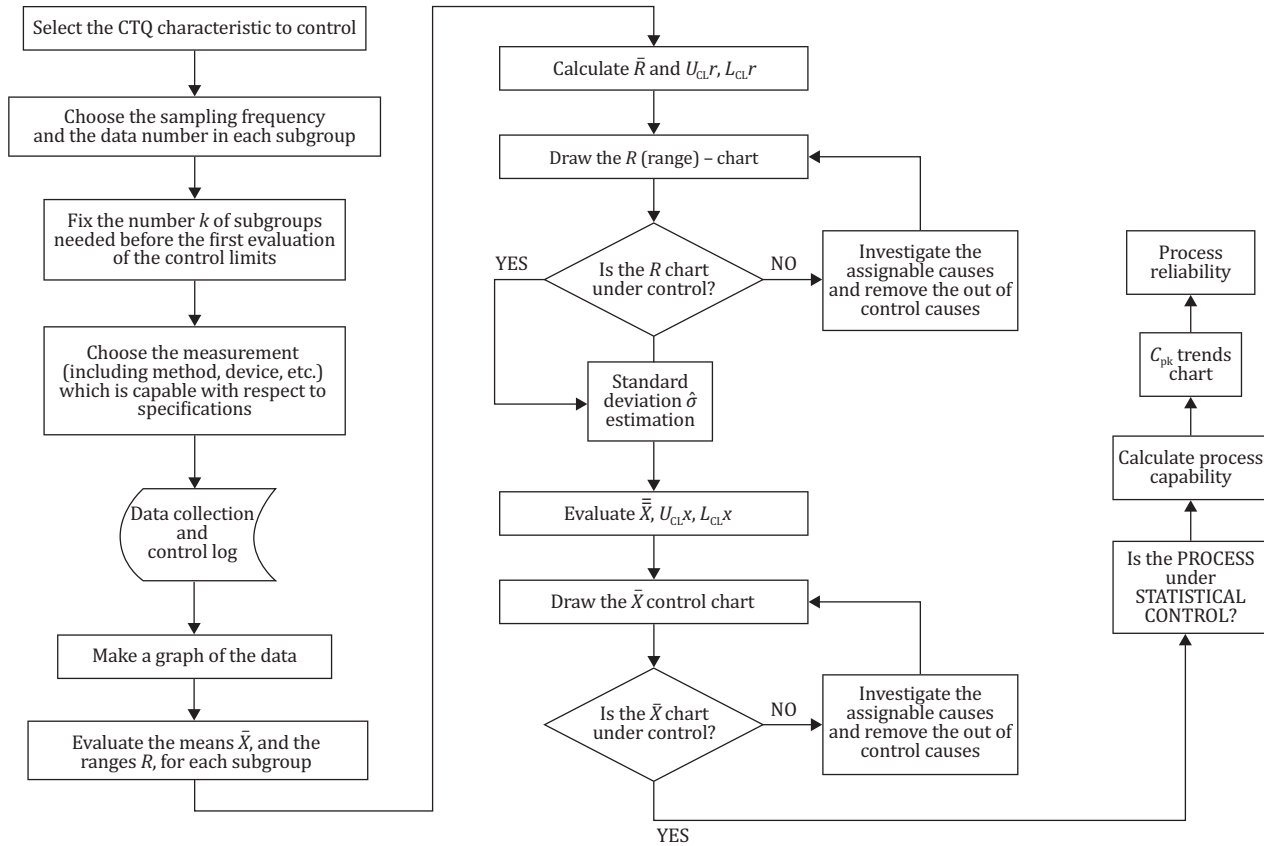 Select the CTQ characteristic to control
Choose the sampling frequency
and the data number in each subgroup
Fix the number k of subgroups
needed before the first evaluation
of the control limits
Choose the measurement
(including method, device, etc.)
which is capable with respect to
specifications
Data collection
and
control log
Make a graph of the data
Evaluate the means X̄, and the
ranges R, for each subgroup
Calculate R̄ and U_CL r, L_CL r
Draw the R (range) – chart
YES
Is the R chart
under control?
NO
Investigate the
assignable causes
and remove the out of
control causes
Standard
deviation σ̂
estimation
Evaluate X̿, U_CL x, L_CL x
Draw the X̄ control chart
Is the X̄ chart
under control?
NO
Investigate the
assignable causes
and remove the out of
control causes
YES
Is the PROCESS
under
STATISTICAL
CONTROL?
Calculate process
capability
C_pk trends
chart
Process
reliability